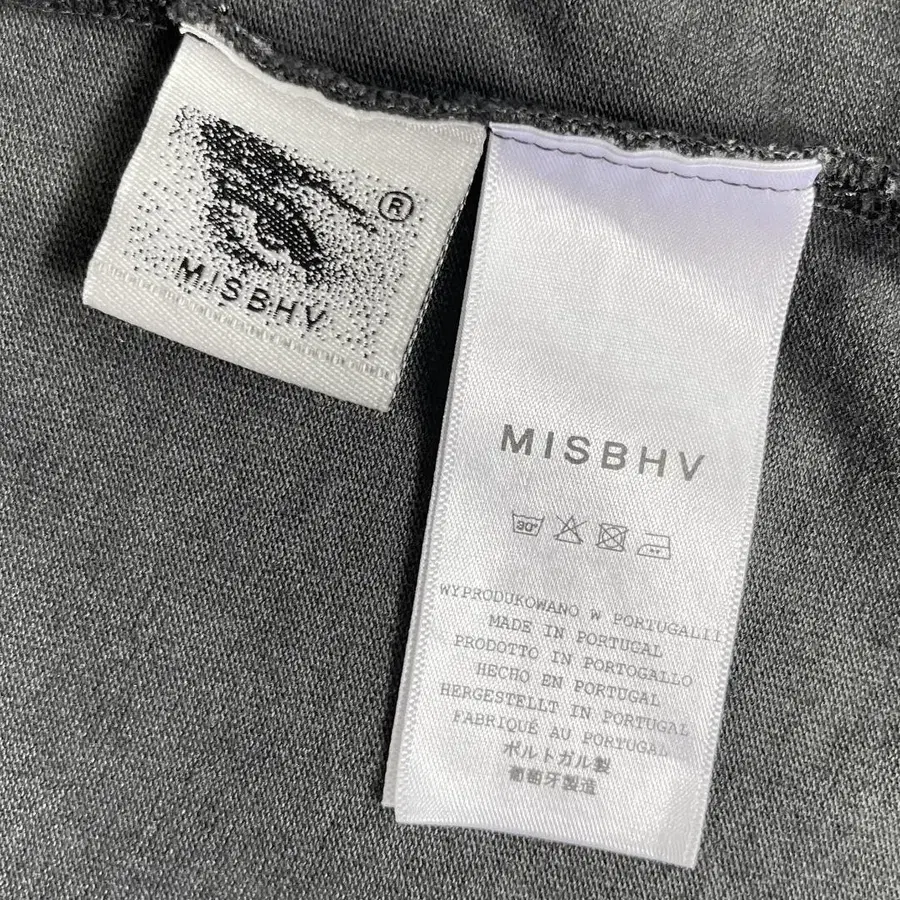 ®
MISBHV
MISBHV
30°
WYPRODUKOWANO W PORTUGALII
MADE IN PORTUGAL
PRODOTTO IN PORTOGALLO
HECHO EN PORTUGAL
HERGESTELLT IN PORTUGAL
FABRIQUÉ AU PORTUGAL
ポルトガル製
葡萄牙製造